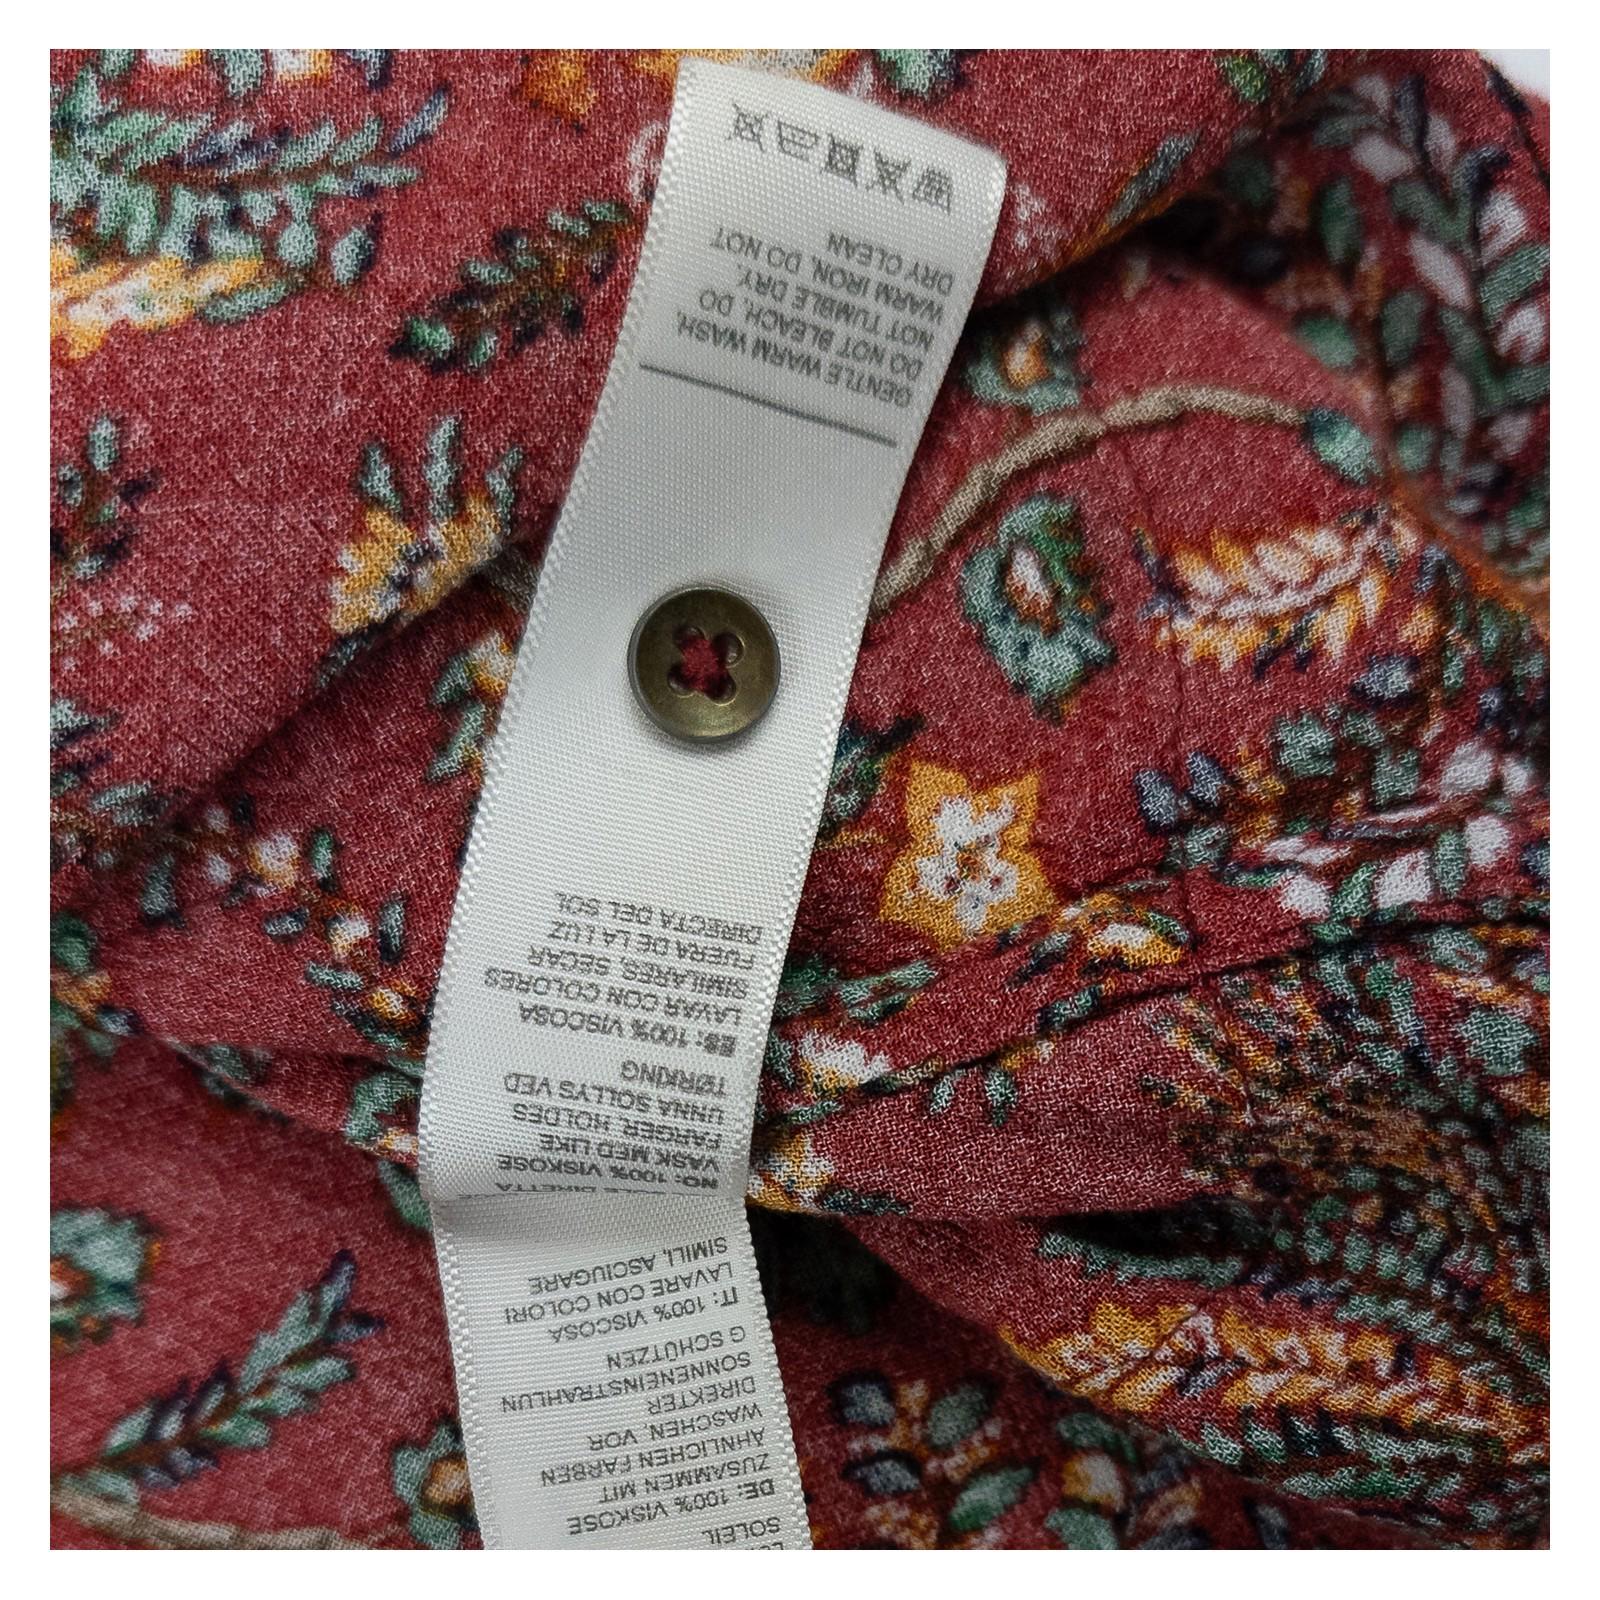 SOLEIL
DE: 100% VISKOSE
ZUSAMMEN MIT
ÄHNLICHEN FARBEN
WASCHEN, VOR
DIREKTER
SONNENEINSTRAHLUN
G SCHÜTZEN
IT: 100% VISCOSA
LAVARE CON COLORI
SIMILI, ASCIUGARE
SOLE DIRETTA
NO: 100% VISKOSE
VASK MED LIKE
FARGER, HOLDES
UNNA SOLLYS VED
TØRKING
ES: 100% VISCOSA
LAVAR CON COLORES
SIMILARES, SECAR
FUERA DE LA LUZ
DIRECTA DEL SOL
GENTLE WARM WASH,
DO NOT BLEACH, DO
NOT TUMBLE DRY,
WARM IRON, DO NOT
DRY CLEAN